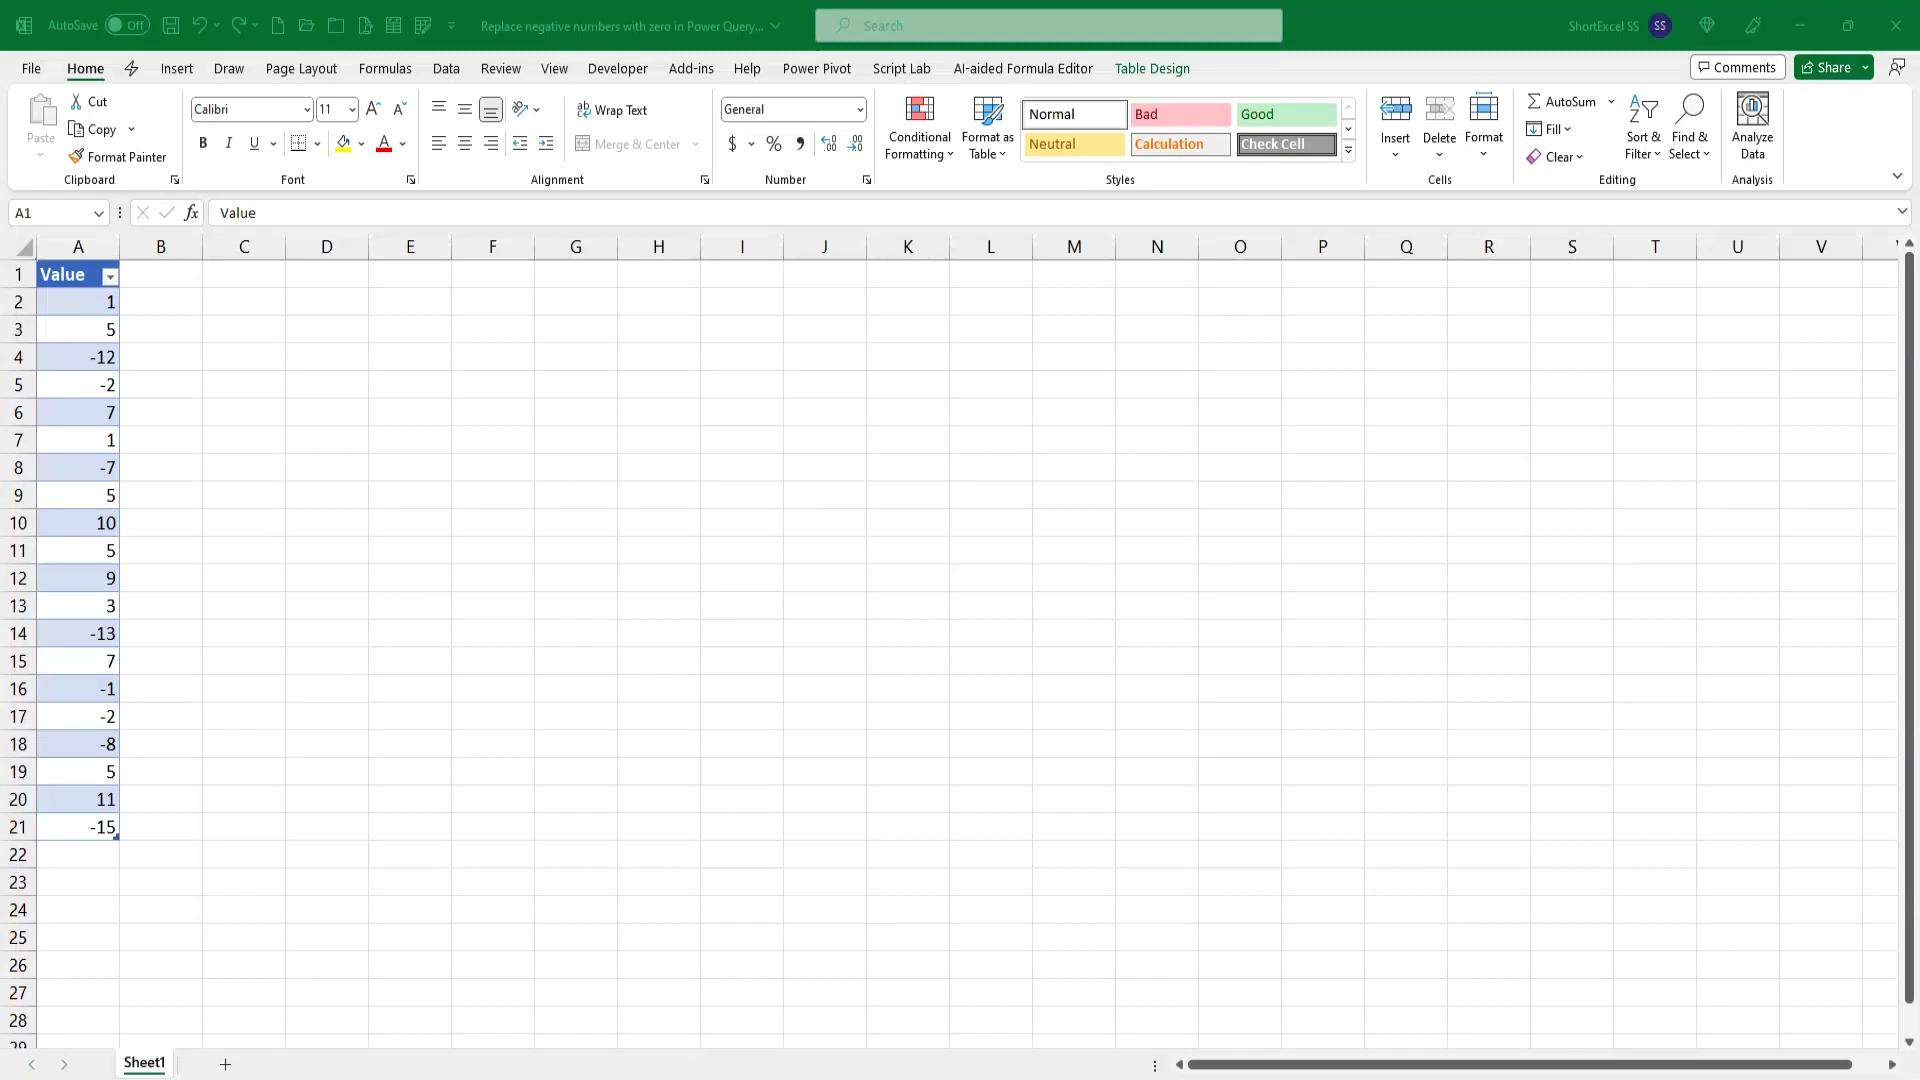 AutoSave Off Replace negative numbers with zero in Power Query... Search ShortExcel SS SS
File Home Insert Draw Page Layout Formulas Data Review View Developer Add-ins Help Power Pivot Script Lab AI-aided Formula Editor Table Design Comments Share
Paste
Cut
Copy
Format Painter
Clipboard
Calibri 11
B I U
Font
Wrap Text
Merge & Center
Alignment
General
$ % ,
Number
Conditional Formatting
Format as Table
Normal Bad Good
Neutral Calculation Check Cell
Styles
Insert Delete Format
Cells
AutoSum
Fill
Clear
Sort & Filter
Find & Select
Editing
Analyze Data
Analysis
A1 fx Value
A B C D E F G H I J K L M N O P Q R S T U V
1 Value
2 1
3 5
4 -12
5 -2
6 7
7 1
8 -7
9 5
10 10
11 5
12 9
13 3
14 -13
15 7
16 -1
17 -2
18 -8
19 5
20 11
21 -15
22
23
24
25
26
27
28
29
Sheet1